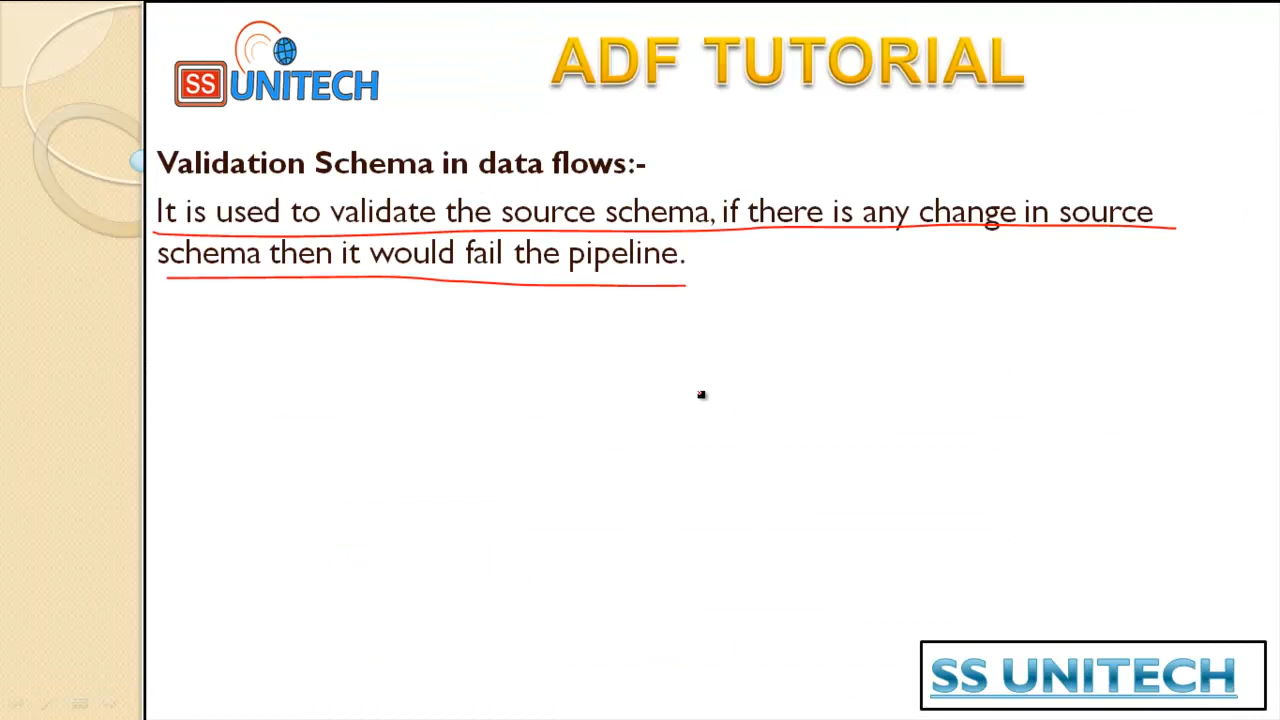 SS UNITECH
ADF TUTORIAL
Validation Schema in data flows:-
It is used to validate the source schema, if there is any change in source
schema then it would fail the pipeline.
SS UNITECH